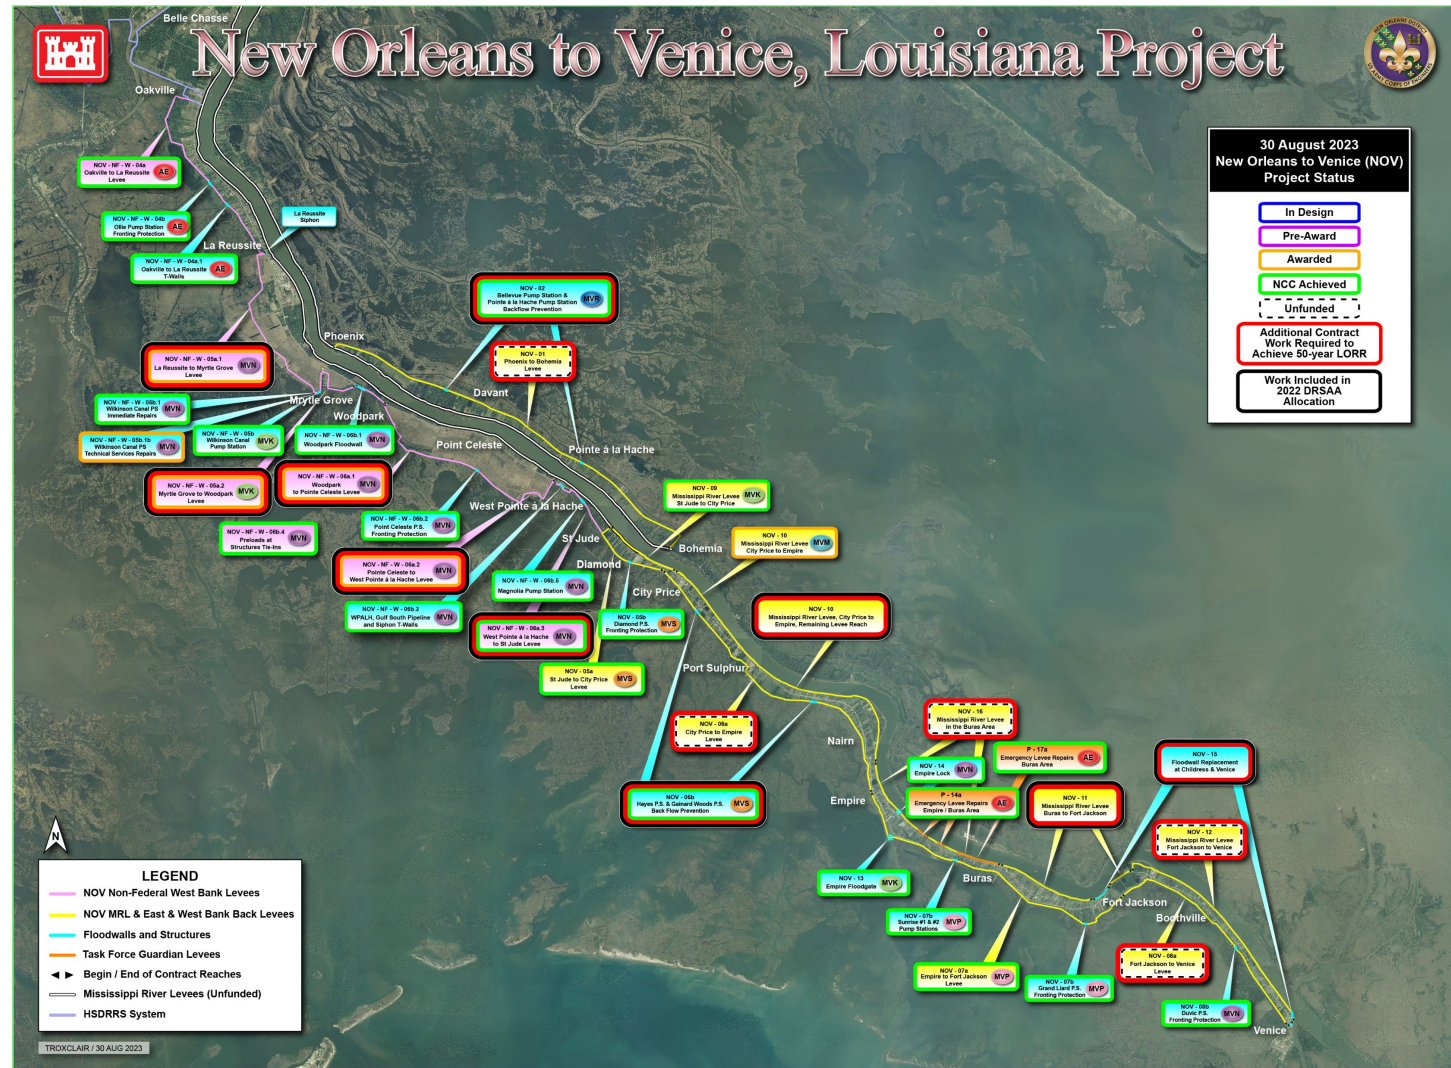 New Orleans to Venice, Louisiana Project
NEW ORLEANS DISTRICT
US ARMY CORPS OF ENGINEERS
30 August 2023
New Orleans to Venice (NOV)
Project Status
In Design
Pre-Award
Awarded
NCC Achieved
Unfunded
Additional Contract
Work Required to
Achieve 50-year LORR
Work Included in
2022 DRSAA
Allocation
Belle Chasse
Oakville
NOV - NF - W - 04a
Oakville to La Reussite
Levee
AE
NOV - NF - W - 04b
Ollie Pump Station
Fronting Protection
AE
La Reussite
Siphon
La Reussite
NOV - NF - W - 04a.1
Oakville to La Reussite
T-Walls
AE
NOV - 02
Bellevue Pump Station &
Pointe á la Hache Pump Station
Backflow Prevention
MVR
Phoenix
NOV - 01
Phoenix to Bohemia
Levee
NOV - NF - W - 05a.1
La Reussite to Myrtle Grove
Levee
MVN
Davant
Mrytle Grove
NOV - NF - W - 05b.1
Wilkinson Canal PS
Immediate Repairs
MVN
Woodpark
NOV - NF - W - 05b.1b
Wilkinson Canal PS
Technical Services Repairs
MVN
NOV - NF - W - 05b
Wilkinson Canal
Pump Station
MVK
NOV - NF - W - 06b.1
Woodpark Floodwall
MVN
Point Celeste
Pointe à la Hache
NOV - NF - W - 05a.2
Myrtle Grove to Woodpark
Levee
MVK
NOV - NF - W - 06a.1
Woodpark
to Pointe Celeste Levee
MVN
NOV - 09
Mississippi River Levee
St Jude to City Price
MVK
West Pointe á la Hache
NOV - NF - W - 06b.2
Point Celeste P.S.
Fronting Protection
MVN
NOV - NF - W - 06b.4
Preloads at
Structures Tie-Ins
MVN
St Jude
Bohemia
NOV - 10
Mississippi River Levee
City Price to Empire
MVM
NOV - NF - W - 06a.2
Pointe Celeste to
West Pointe á la Hache Levee
MVN
Diamond
NOV - NF - W - 06b.5
Magnolia Pump Station
MVN
City Price
NOV - NF - W - 06b.3
WPALH, Gulf South Pipeline
and Siphon T-Walls
MVN
NOV - 05b
Diamond P.S.
Fronting Protection
MVS
NOV - 10
Mississippi River Levee, City Price to
Empire, Remaining Levee Reach
NOV - NF - W - 06a.3
West Pointe á la Hache
to St Jude Levee
MVN
NOV - 05a
St Jude to City Price
Levee
MVS
Port Sulphur
NOV - 06a
City Price to Empire
Levee
NOV - 16
Mississippi River Levee
in the Buras Area
Nairn
P - 17a
Emergency Levee Repairs
Buras Area
AE
NOV - 15
Floodwall Replacement
at Childress & Venice
NOV - 14
Empire Lock
MVN
NOV - 06b
Hayes P.S. & Gainard Woods P.S.
Back Flow Prevention
MVS
Empire
P - 14a
Emergency Levee Repairs
Empire / Buras Area
AE
NOV - 11
Mississippi River Levee
Buras to Fort Jackson
NOV - 12
Mississippi River Levee
Fort Jackson to Venice
NOV - 13
Empire Floodgate
MVK
Buras
Fort Jackson
Boothville
NOV - 07b
Sunrise #1 & #2
Pump Stations
MVP
NOV - 07a
Empire to Fort Jackson
Levee
MVP
NOV - 07b
Grand Liard P.S.
Fronting Protection
MVP
NOV - 08a
Fort Jackson to Venice
Levee
NOV - 08b
Duvic P.S.
Fronting Protection
MVN
Venice
N
LEGEND
NOV Non-Federal West Bank Levees
NOV MRL & East & West Bank Back Levees
Floodwalls and Structures
Task Force Guardian Levees
Begin / End of Contract Reaches
Mississippi River Levees (Unfunded)
HSDRRS System
TROXCLAIR / 30 AUG 2023